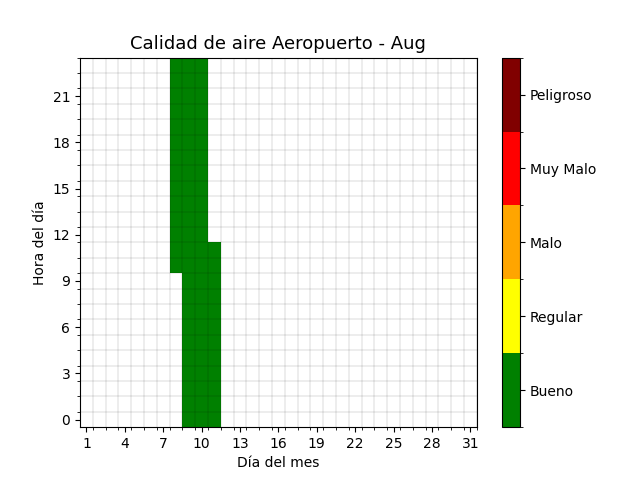 Calidad de aire Aeropuerto - Aug
Hora del día
21
18
15
12
9
6
3
0
1 4 7 10 13 16 19 22 25 28 31
Día del mes
Peligroso
Muy Malo
Malo
Regular
Bueno